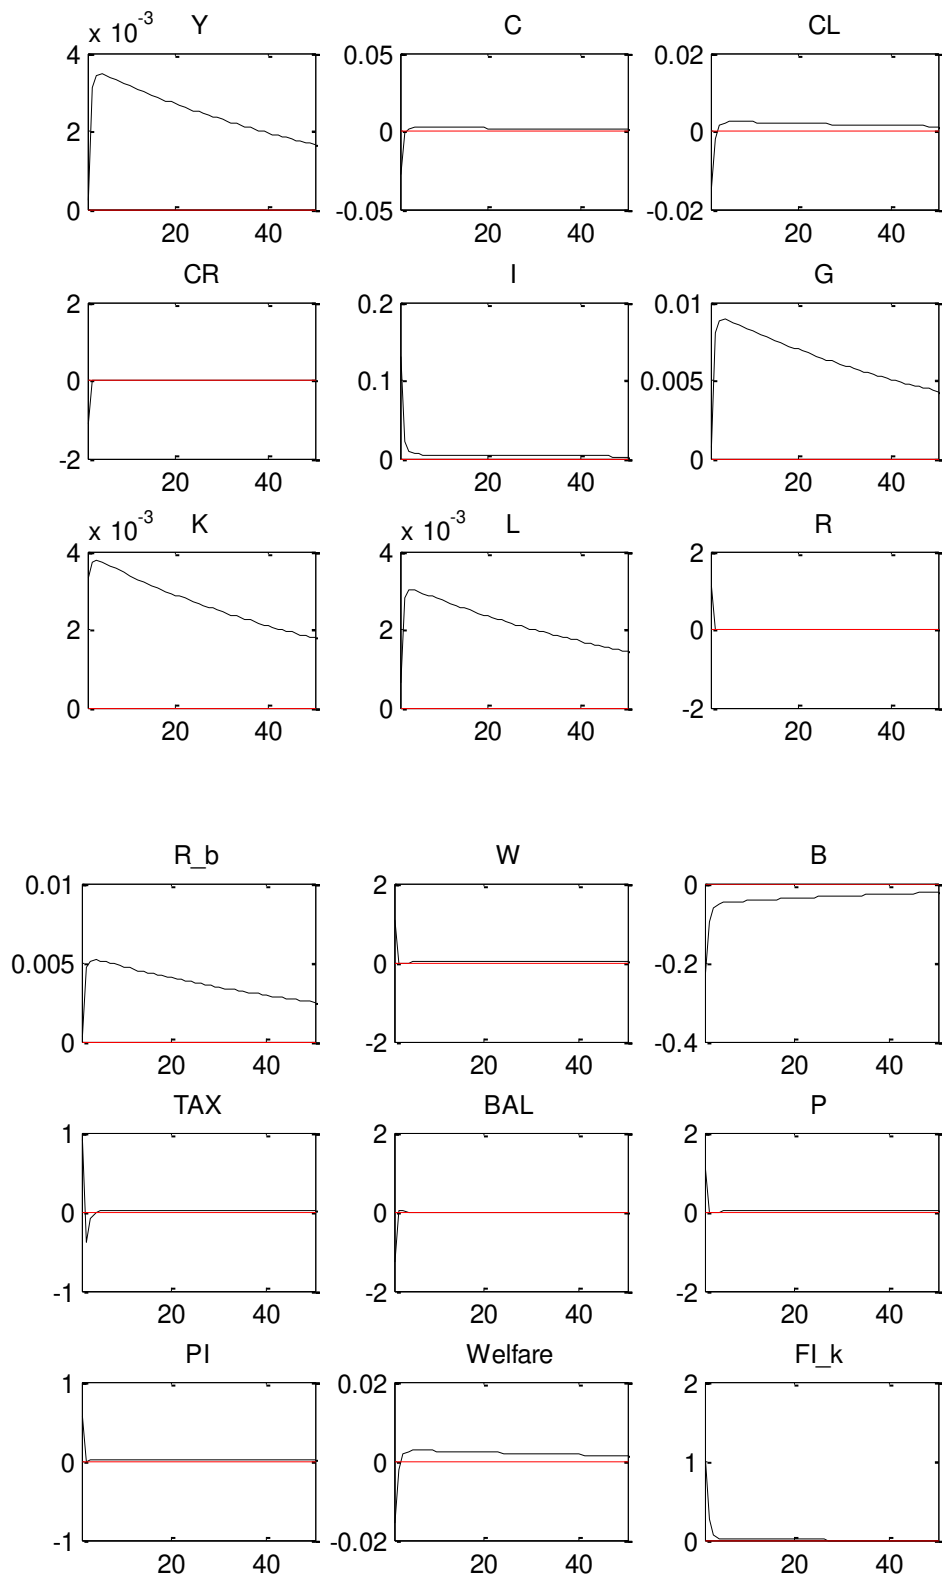 x 10^-3 Y C CL
4 0.05 0.02
2 0 0
0 -0.05 -0.02
20 40 20 40 20 40
CR I G
2 0.2 0.01
0 0.1 0.005
-2 0 0
20 40 20 40 20 40
x 10^-3 K x 10^-3 L R
4 4 2
2 2 0
0 0 -2
20 40 20 40 20 40
R_b W B
0.01 2 0
0.005 0 -0.2
0 -2 -0.4
20 40 20 40 20 40
TAX BAL P
1 2 2
0 0 0
-1 -2 -2
20 40 20 40 20 40
PI Welfare FI_k
1 0.02 2
0 0 1
-1 -0.02 0
20 40 20 40 20 40